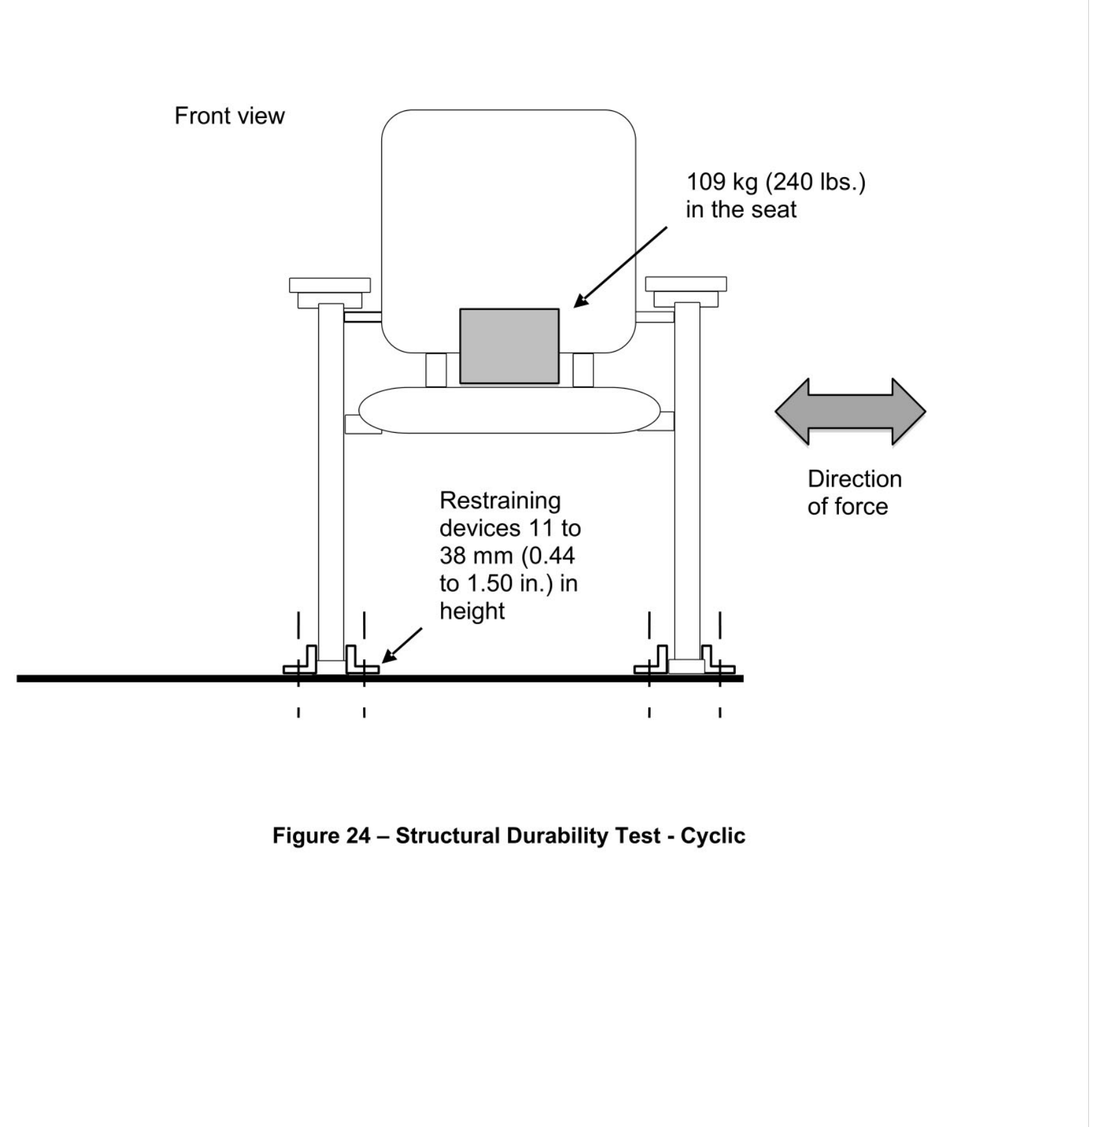 Front view
109 kg (240 lbs.)
in the seat
Direction
of force
Restraining
devices 11 to
38 mm (0.44
to 1.50 in.) in
height
Figure 24 – Structural Durability Test - Cyclic